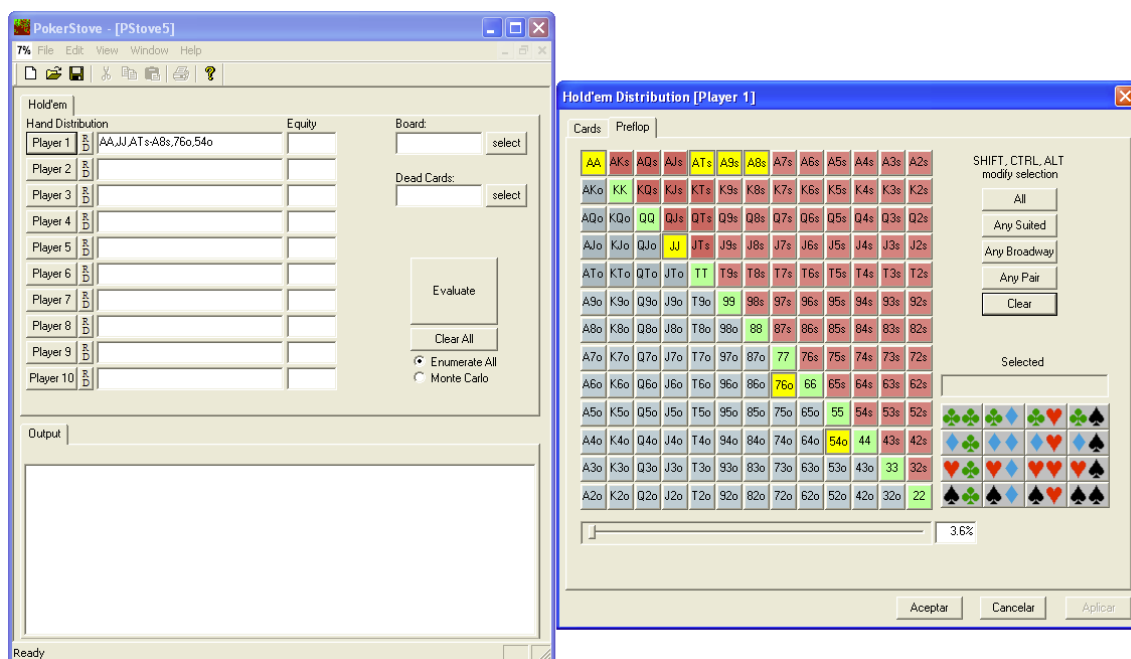 PokerStove - [PStove5]
7% File Edit View Window Help
Hold'em
Hand Distribution Equity Board:
Player 1 R D AA,JJ,ATs-A8s,76o,54o select
Player 2 R D
Dead Cards:
Player 3 R D select
Player 4 R D
Player 5 R D
Player 6 R D
Evaluate
Player 7 R D
Player 8 R D
Clear All
Player 9 R D
Enumerate All
Player 10 R D
Monte Carlo
Output
Ready
Hold'em Distribution [Player 1]
Cards Preflop
AA AKs AQs AJs ATs A9s A8s A7s A6s A5s A4s A3s A2s
AKo KK KQs KJs KTs K9s K8s K7s K6s K5s K4s K3s K2s
AQo KQo QQ QJs QTs Q9s Q8s Q7s Q6s Q5s Q4s Q3s Q2s
AJo KJo QJo JJ JTs J9s J8s J7s J6s J5s J4s J3s J2s
ATo KTo QTo JTo TT T9s T8s T7s T6s T5s T4s T3s T2s
A9o K9o Q9o J9o T9o 99 98s 97s 96s 95s 94s 93s 92s
A8o K8o Q8o J8o T8o 98o 88 87s 86s 85s 84s 83s 82s
A7o K7o Q7o J7o T7o 97o 87o 77 76s 75s 74s 73s 72s
A6o K6o Q6o J6o T6o 96o 86o 76o 66 65s 64s 63s 62s
A5o K5o Q5o J5o T5o 95o 85o 75o 65o 55 54s 53s 52s
A4o K4o Q4o J4o T4o 94o 84o 74o 64o 54o 44 43s 42s
A3o K3o Q3o J3o T3o 93o 83o 73o 63o 53o 43o 33 32s
A2o K2o Q2o J2o T2o 92o 82o 72o 62o 52o 42o 32o 22
SHIFT, CTRL, ALT
modify selection
All
Any Suited
Any Broadway
Any Pair
Clear
Selected
3.6%
Aceptar Cancelar Aplicar